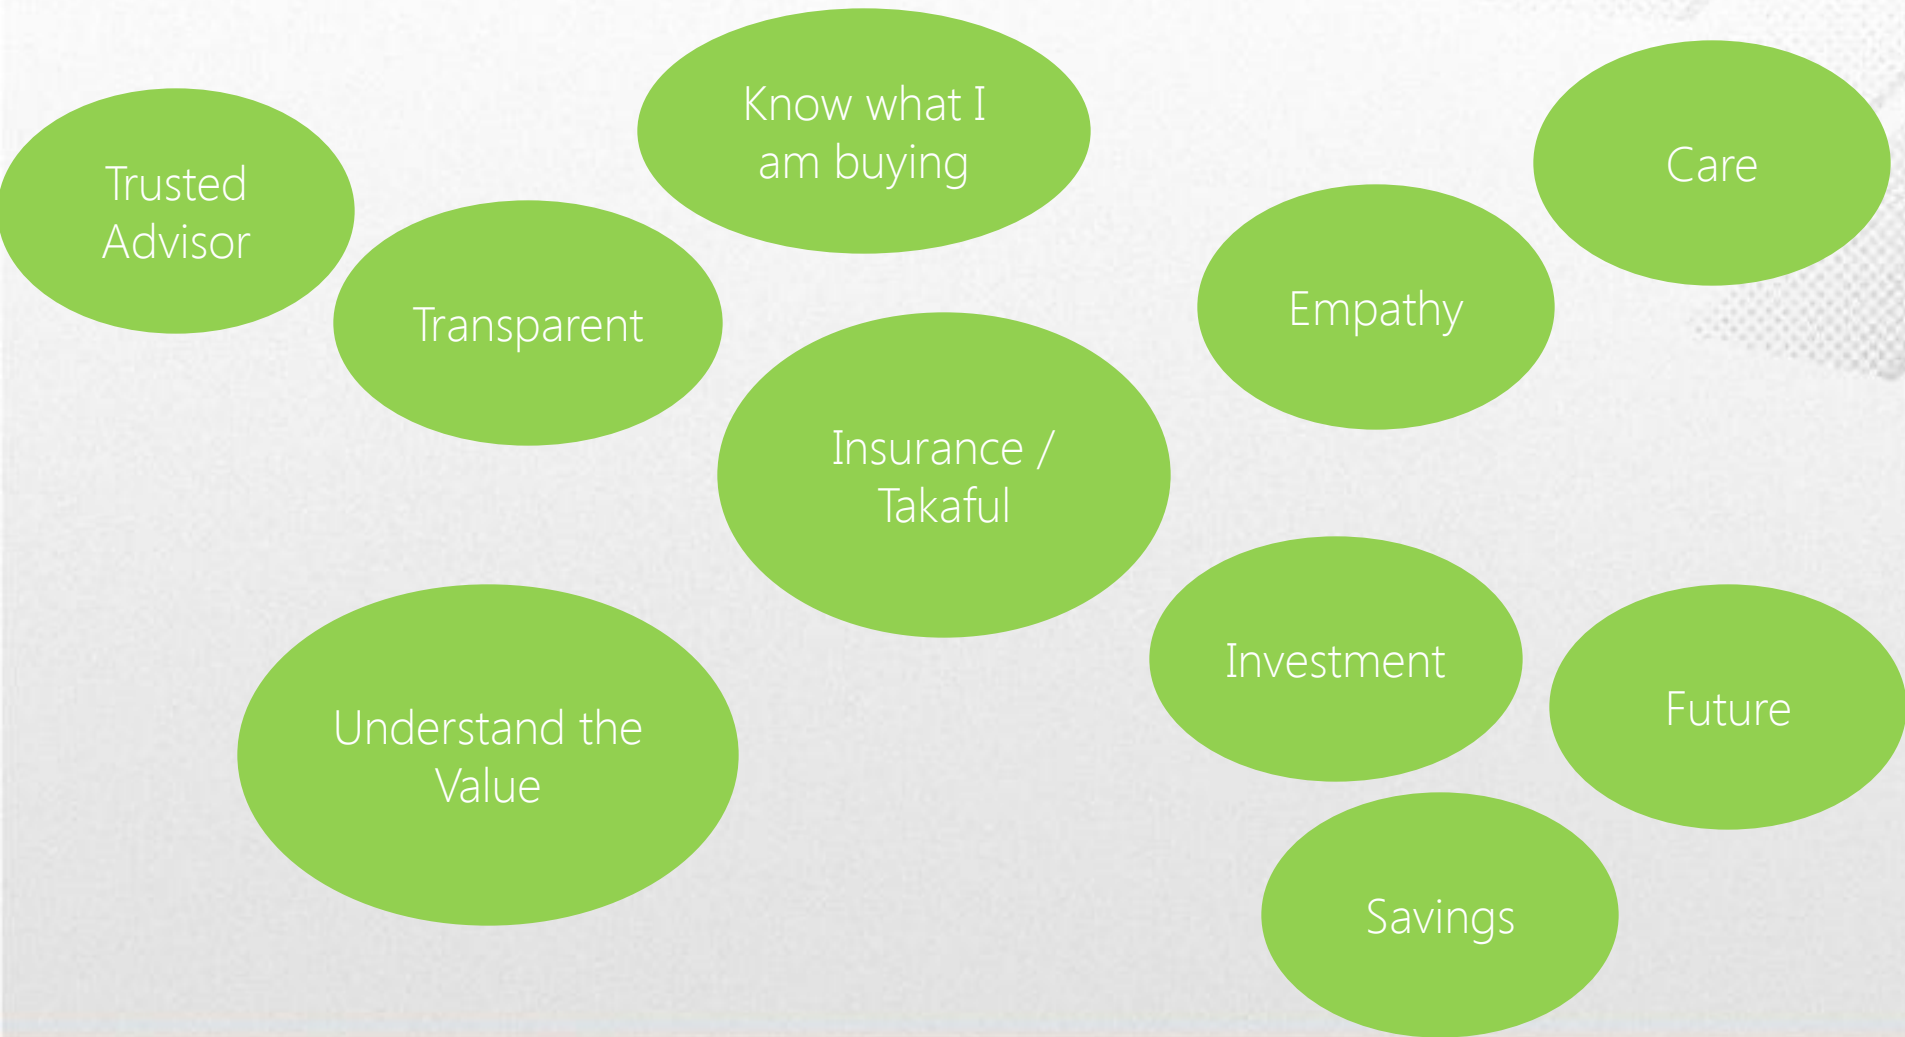 Know what I
am buying
Care
Trusted
Advisor
Transparent
Empathy
Insurance /
Takaful
Investment
Future
Understand the
Value
Savings